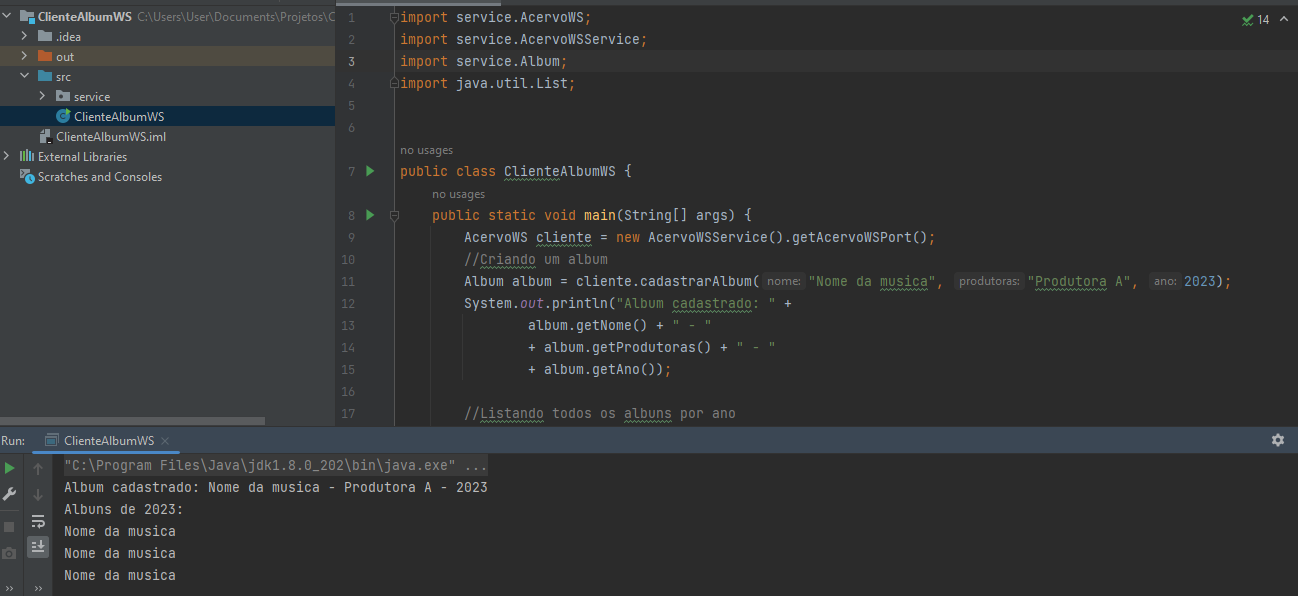 ClienteAlbumWS C:\Users\User\Documents\Projetos\C
.idea
out
src
service
ClienteAlbumWS
ClienteAlbumWS.iml
External Libraries
Scratches and Consoles
14
1 import service.AcervoWS;
2 import service.AcervoWSService;
3 import service.Album;
4 import java.util.List;
5
6
no usages
7 public class ClienteAlbumWS {
no usages
8 public static void main(String[] args) {
9 AcervoWS cliente = new AcervoWSService().getAcervoWSPort();
10 //Criando um album
11 Album album = cliente.cadastrarAlbum( nome: "Nome da musica", produtoras: "Produtora A", ano: 2023);
12 System.out.println("Album cadastrado: " +
13 album.getNome() + " - "
14 + album.getProdutoras() + " - "
15 + album.getAno());
16
17 //Listando todos os albuns por ano
Run: ClienteAlbumWS
"C:\Program Files\Java\jdk1.8.0_202\bin\java.exe" ...
Album cadastrado: Nome da musica - Produtora A - 2023
Albuns de 2023:
Nome da musica
Nome da musica
Nome da musica